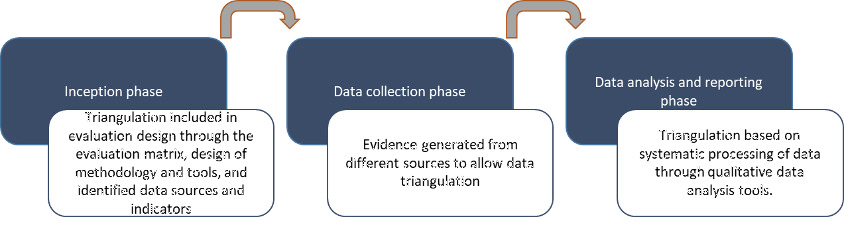 Inception phase
Triangulation included in
evaluation design through the
evaluation matrix, design of
methodology and tools, and
identified data sources and
indicators
Data collection phase
Evidence generated from
different sources to allow data
triangulation
Data analysis and reporting
phase
Triangulation based on
systematic processing of data
through qualitative data
analysis tools.